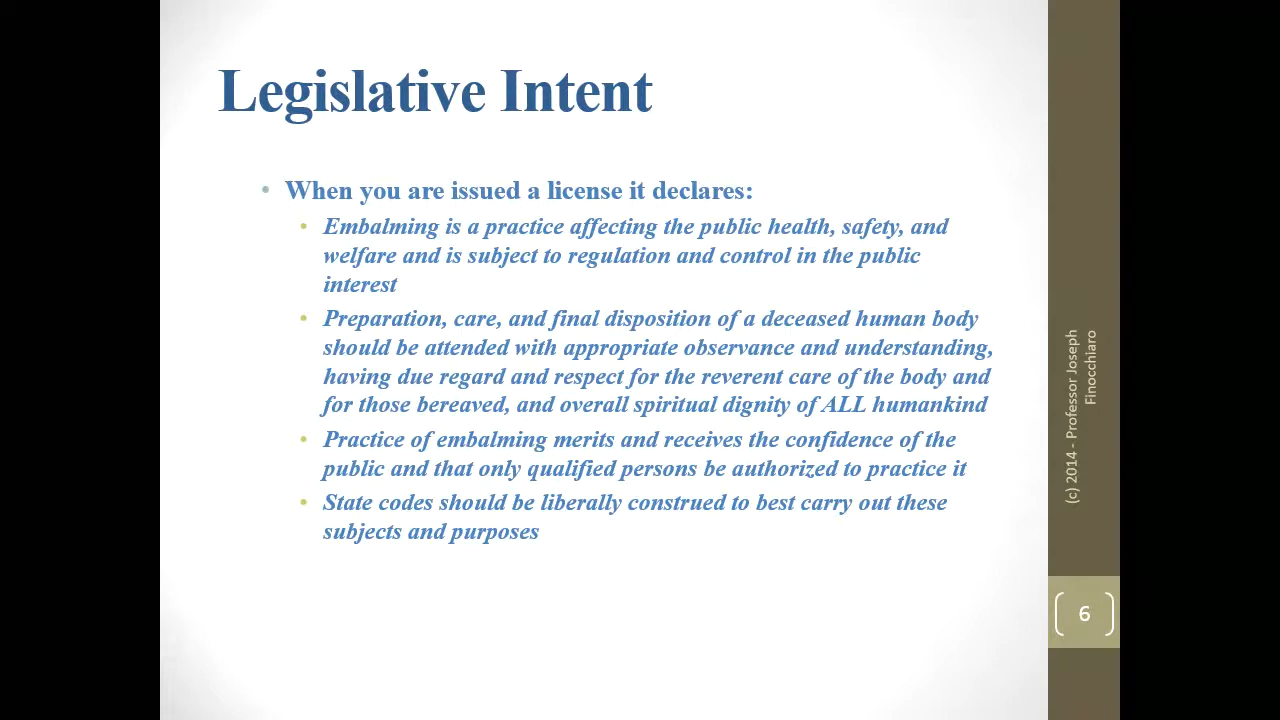 Legislative Intent
• When you are issued a license it declares:
• Embalming is a practice affecting the public health, safety, and
welfare and is subject to regulation and control in the public
interest
• Preparation, care, and final disposition of a deceased human body
should be attended with appropriate observance and understanding,
having due regard and respect for the reverent care of the body and
for those bereaved, and overall spiritual dignity of ALL humankind
• Practice of embalming merits and receives the confidence of the
public and that only qualified persons be authorized to practice it
• State codes should be liberally construed to best carry out these
subjects and purposes
(c) 2014 - Professor Joseph
Finocchiaro
6